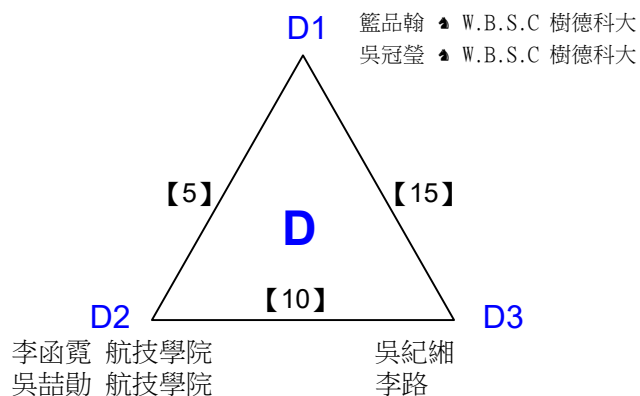 D1
籃品翰 ♞ W.B.S.C 樹德科大
吳冠瑩 ♞ W.B.S.C 樹德科大
【5】
【15】
D
【10】
D2
D3
李函霓 航技學院
吳喆勛 航技學院
吳紀緗
李路